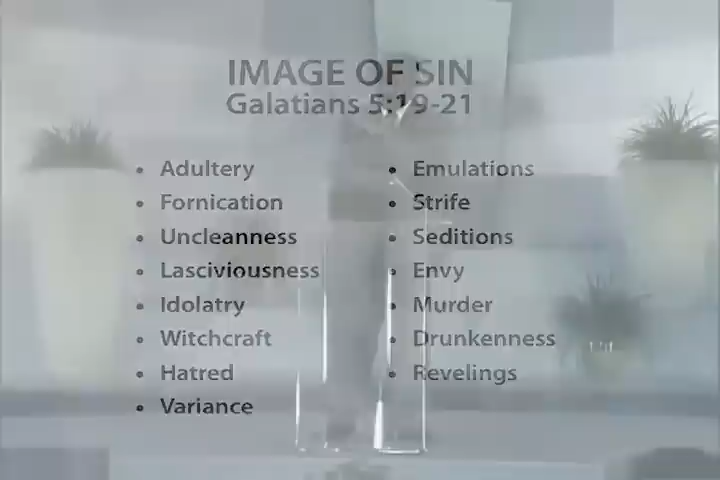 IMAGE OF SIN
Galatians 5:19-21
• Adultery
• Fornication
• Uncleanness
• Lasciviousness
• Idolatry
• Witchcraft
• Hatred
• Variance
• Emulations
• Strife
• Seditions
• Envy
• Murder
• Drunkenness
• Revelings